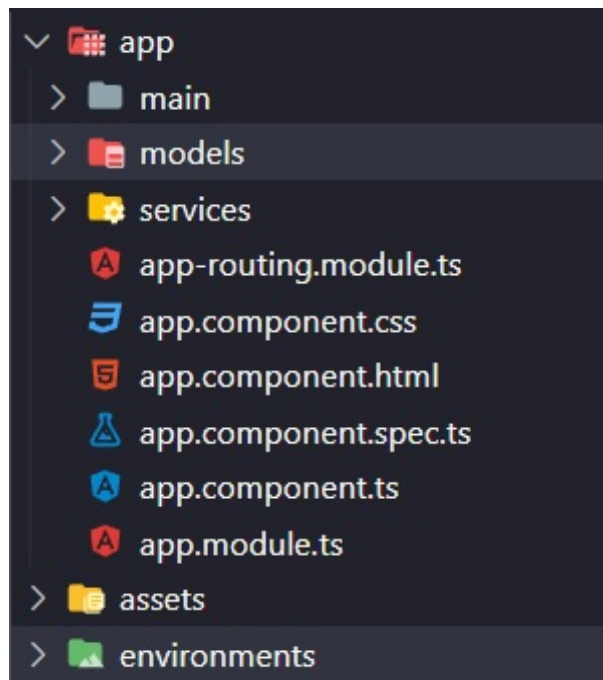 app
main
models
services
app-routing.module.ts
app.component.css
app.component.html
app.component.spec.ts
app.component.ts
app.module.ts
assets
environments